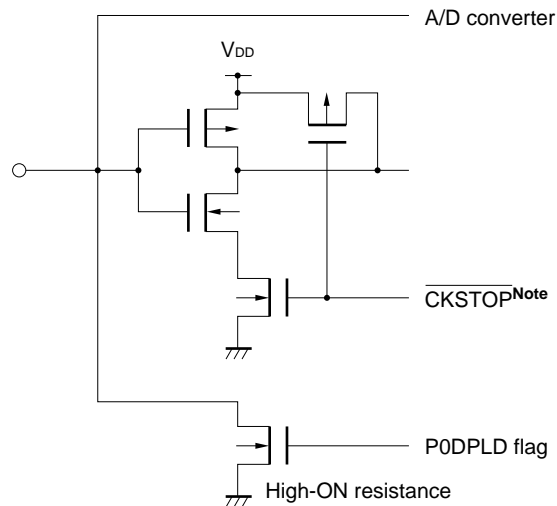 A/D converter
VDD
CKSTOPNote
P0DPLD flag
High-ON resistance